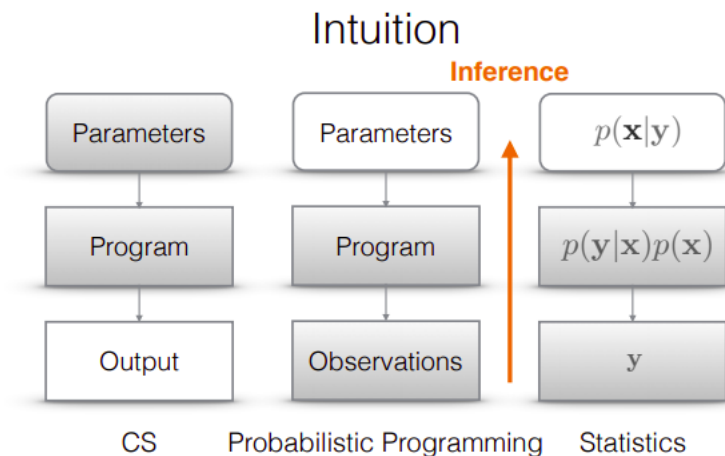 Intuition
Inference
Parameters
Program
Output
CS
Parameters
Program
Observations
Probabilistic Programming
p(x|y)
p(y|x)p(x)
y
Statistics